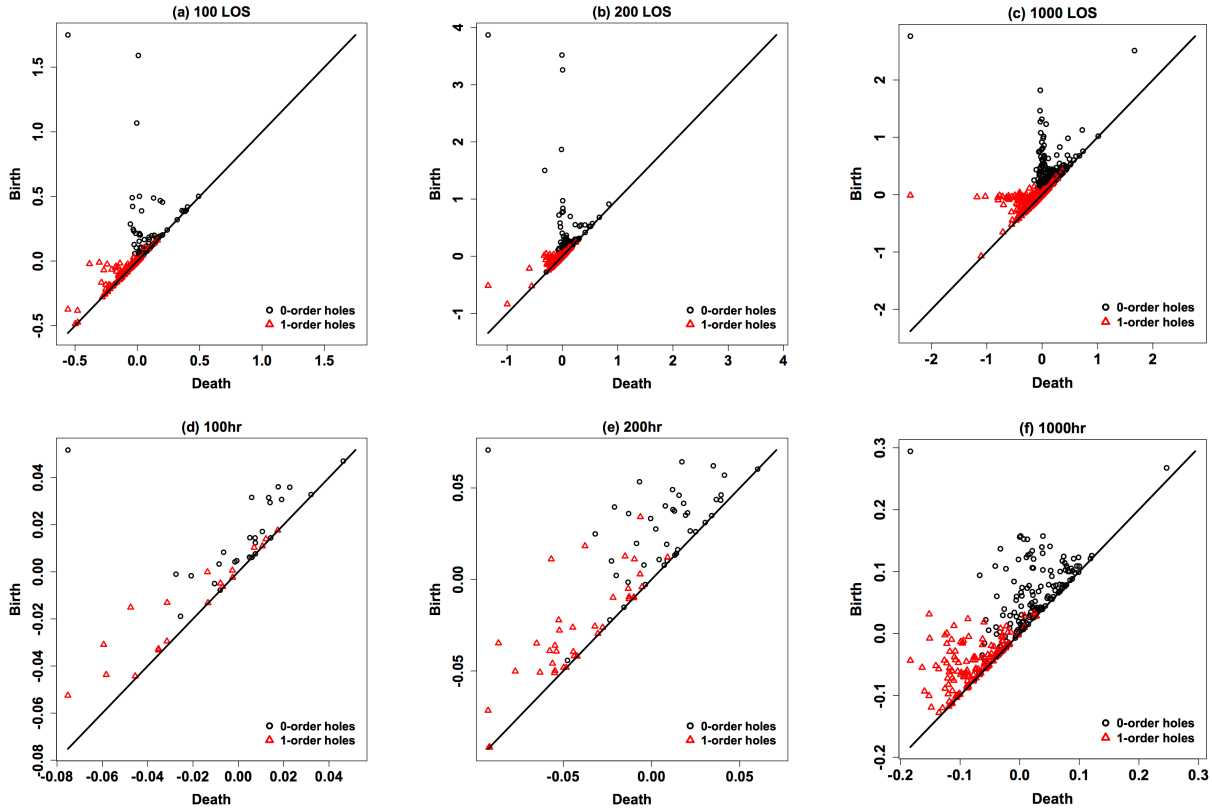 (a) 100 LOS
Birth
1.5
1.0
0.5
0.0
-0.5
0-order holes
1-order holes
-0.5 0.0 0.5 1.0 1.5
Death
(b) 200 LOS
Birth
4
3
2
1
0
-1
0-order holes
1-order holes
-1 0 1 2 3 4
Death
(c) 1000 LOS
Birth
2
1
0
-1
-2
0-order holes
1-order holes
-2 -1 0 1 2
Death
(d) 100hr
Birth
0.04
0.02
0.00
-0.02
-0.04
-0.06
-0.08
0-order holes
1-order holes
-0.08 -0.06 -0.04 -0.02 0.00 0.02 0.04
Death
(e) 200hr
Birth
0.05
0.00
-0.05
0-order holes
1-order holes
-0.05 0.00 0.05
Death
(f) 1000hr
Birth
0.3
0.2
0.1
0.0
-0.1
-0.2
0-order holes
1-order holes
-0.2 -0.1 0.0 0.1 0.2 0.3
Death